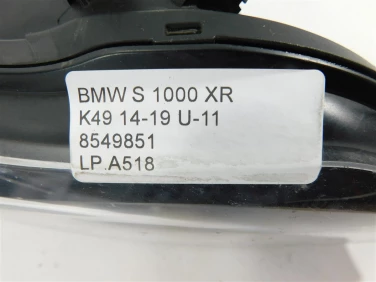 BMW S 1000 XR
K49 14-19 U-11
8549851
LP.A518